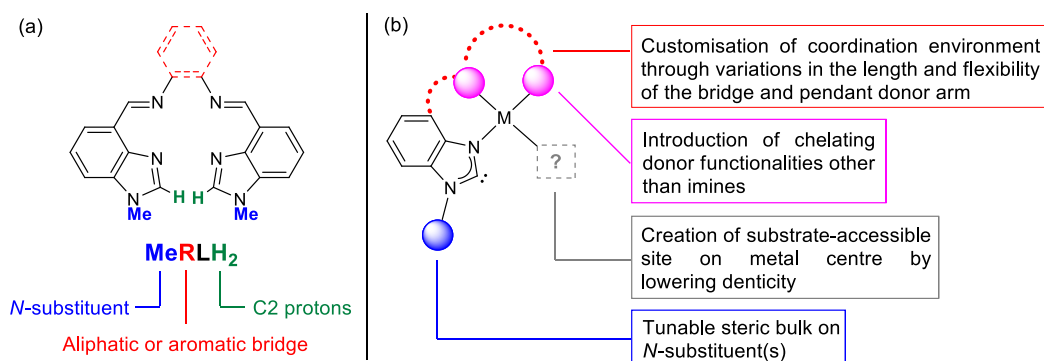 (a)
N
N
N
N
H
H
N
N
Me
Me
MeRLH2
N-substituent
C2 protons
Aliphatic or aromatic bridge
(b)
M
N
N
:
?
Customisation of coordination environment
through variations in the length and flexibility
of the bridge and pendant donor arm
Introduction of chelating
donor functionalities other
than imines
Creation of substrate-accessible
site on metal centre by
lowering denticity
Tunable steric bulk on
N-substituent(s)